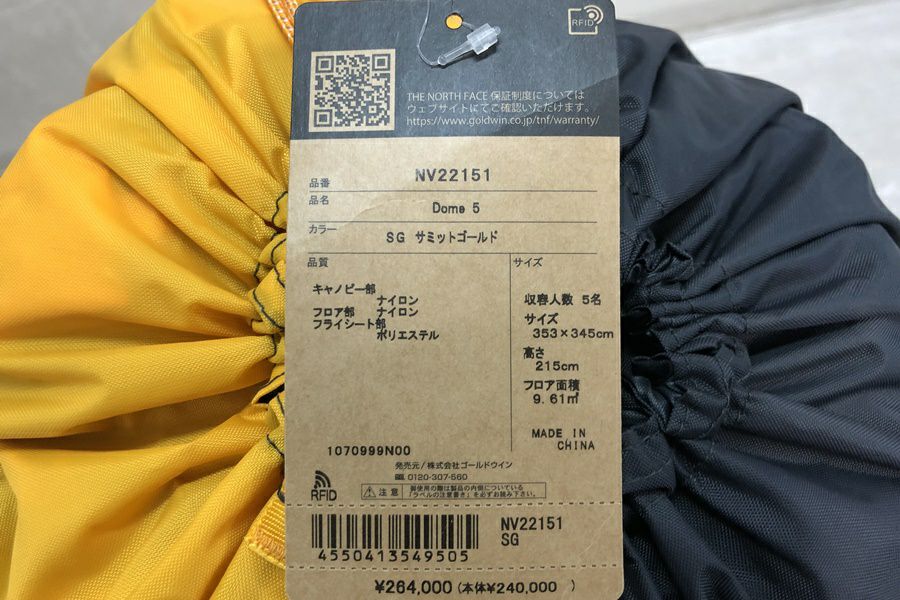 RFID
THE NORTH FACE 保証制度については
ウェブサイトにてご確認いただけます。
https://www.goldwin.co.jp/tnf/warranty/
品番 NV22151
品名 Dome 5
カラー SG サミットゴールド
品質
キャノピー部
ナイロン
フロア部 ナイロン
フライシート部
ポリエステル
サイズ
収容人数 5名
サイズ
353×345cm
高さ
215cm
フロア面積
9.61㎡
MADE IN
CHINA
1070999N00
発売元/株式会社ゴールドウイン
0120-307-560
RFID
注意 御使用の際は製品の内側についている
「ラベルの注意書き」を必ずお読み下さい。
4550413549505
NV22151
SG
¥264,000 (本体¥240,000 )